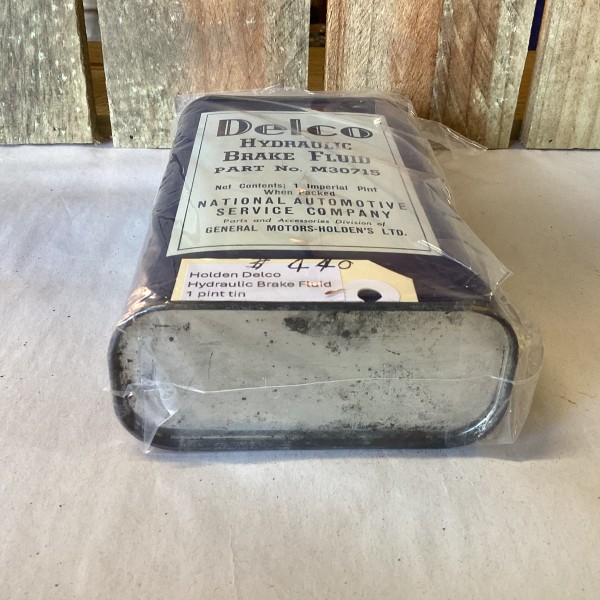 Delco
HYDRAULIC
BRAKE FLUID
PART No. M30715
Net Contents; 1 Imperial Pint
When Packed
NATIONAL AUTOMOTIVE
SERVICE COMPANY
Parts and Accessories Division of
GENERAL MOTORS-HOLDEN'S LTD.
# 440
Holden Delco
Hydraulic Brake Fluid
1 pint tin